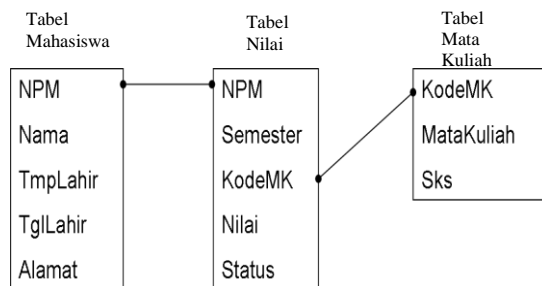 Tabel
Mahasiswa
NPM
Nama
TmpLahir
TglLahir
Alamat
Tabel
Nilai
NPM
Semester
KodeMK
Nilai
Status
Tabel
Mata
Kuliah
KodeMK
MataKuliah
Sks